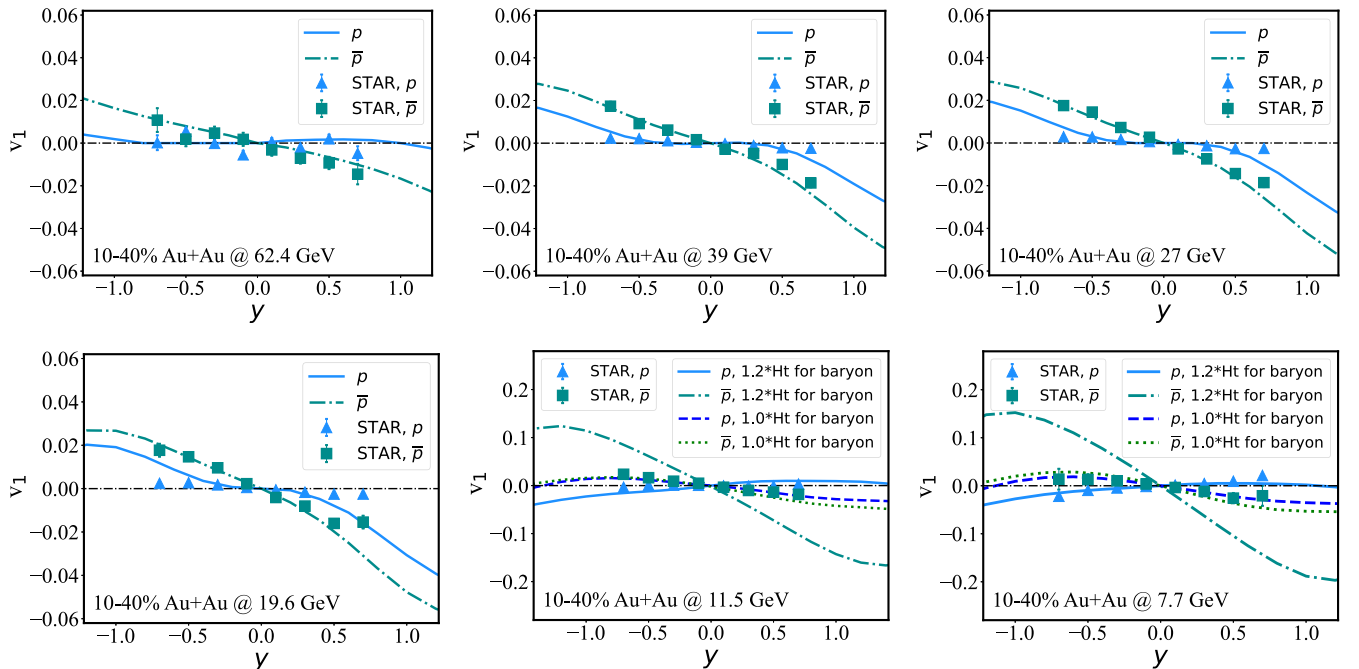 0.06
0.04
0.02
0.00
−0.02
−0.04
−0.06
v1
p
p̅
STAR, p
STAR, p̅
10-40% Au+Au @ 62.4 GeV
−1.0 −0.5 0.0 0.5 1.0
y
0.06
0.04
0.02
0.00
−0.02
−0.04
−0.06
v1
p
p̅
STAR, p
STAR, p̅
10-40% Au+Au @ 39 GeV
−1.0 −0.5 0.0 0.5 1.0
y
0.06
0.04
0.02
0.00
−0.02
−0.04
−0.06
v1
p
p̅
STAR, p
STAR, p̅
10-40% Au+Au @ 27 GeV
−1.0 −0.5 0.0 0.5 1.0
y
0.06
0.04
0.02
0.00
−0.02
−0.04
−0.06
v1
p
p̅
STAR, p
STAR, p̅
10-40% Au+Au @ 19.6 GeV
−1.0 −0.5 0.0 0.5 1.0
y
0.2
0.1
0.0
−0.1
−0.2
v1
STAR, p
STAR, p̅
p, 1.2*Ht for baryon
p̅, 1.2*Ht for baryon
p, 1.0*Ht for baryon
p̅, 1.0*Ht for baryon
10-40% Au+Au @ 11.5 GeV
−1.0 −0.5 0.0 0.5 1.0
y
0.2
0.1
0.0
−0.1
−0.2
v1
STAR, p
STAR, p̅
p, 1.2*Ht for baryon
p̅, 1.2*Ht for baryon
p, 1.0*Ht for baryon
p̅, 1.0*Ht for baryon
10-40% Au+Au @ 7.7 GeV
−1.0 −0.5 0.0 0.5 1.0
y